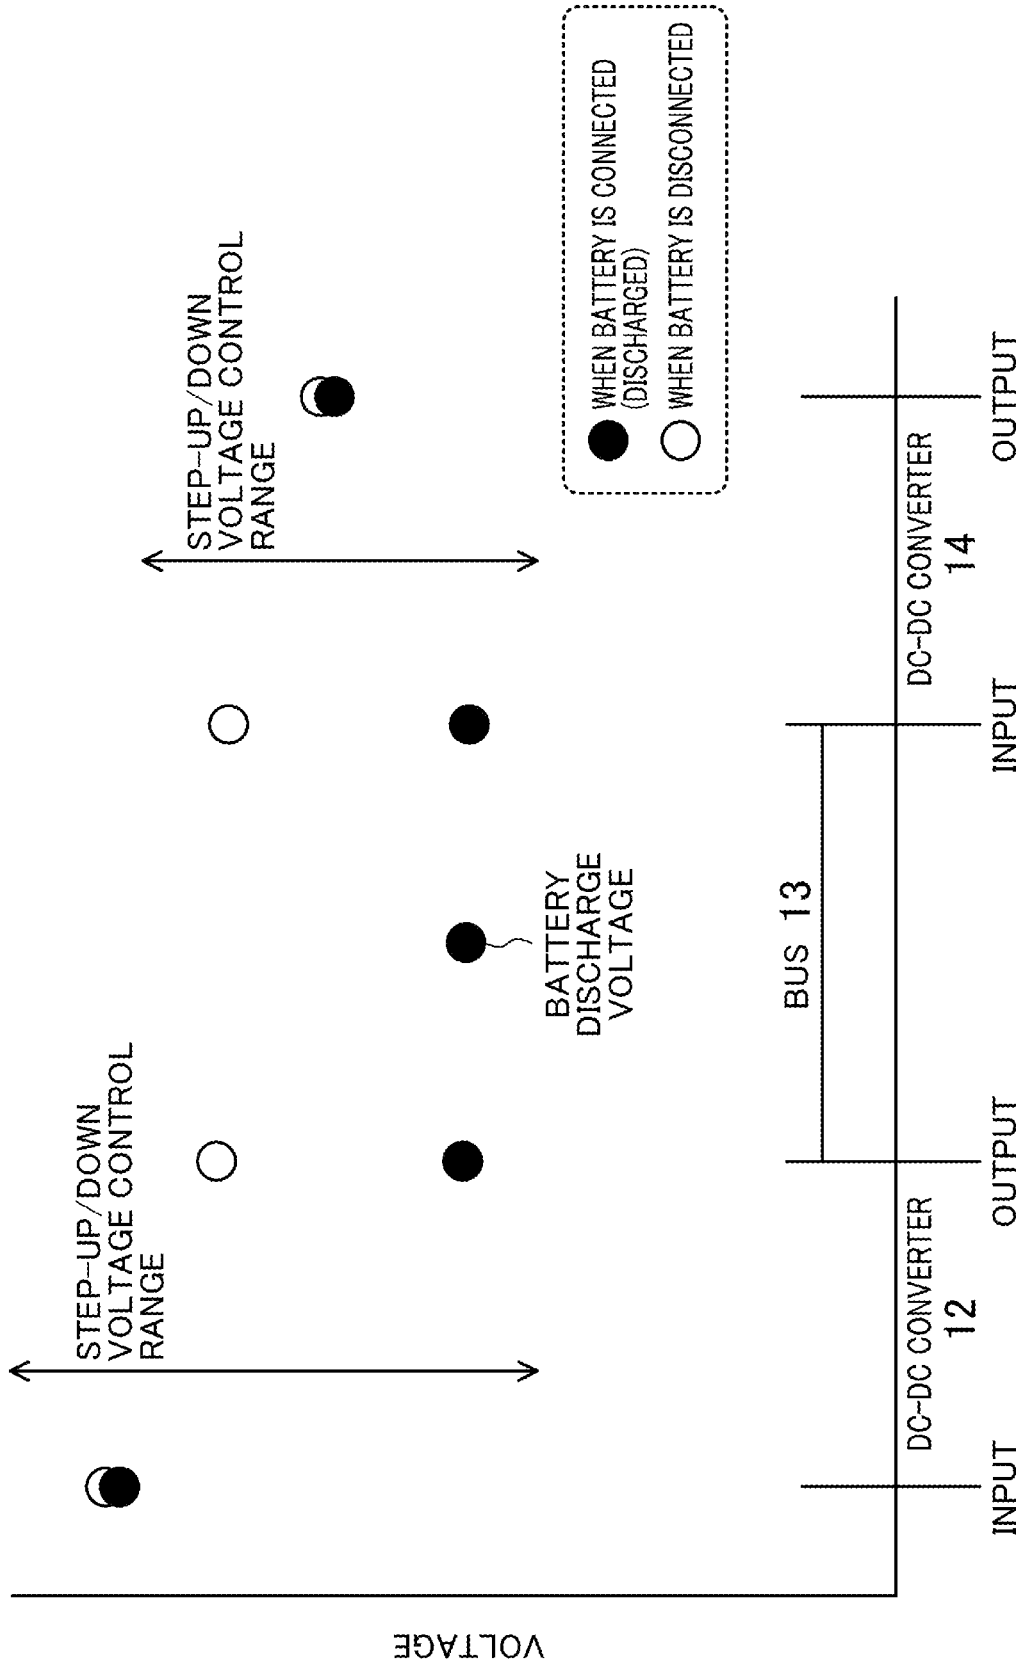 VOLTAGE
STEP-UP/DOWN
VOLTAGE CONTROL
RANGE
STEP-UP/DOWN
VOLTAGE CONTROL
RANGE
BATTERY
DISCHARGE
VOLTAGE
WHEN BATTERY IS CONNECTED
(DISCHARGED)
WHEN BATTERY IS DISCONNECTED
BUS 13
DC-DC CONVERTER
12
DC-DC CONVERTER
14
INPUT
OUTPUT
INPUT
OUTPUT